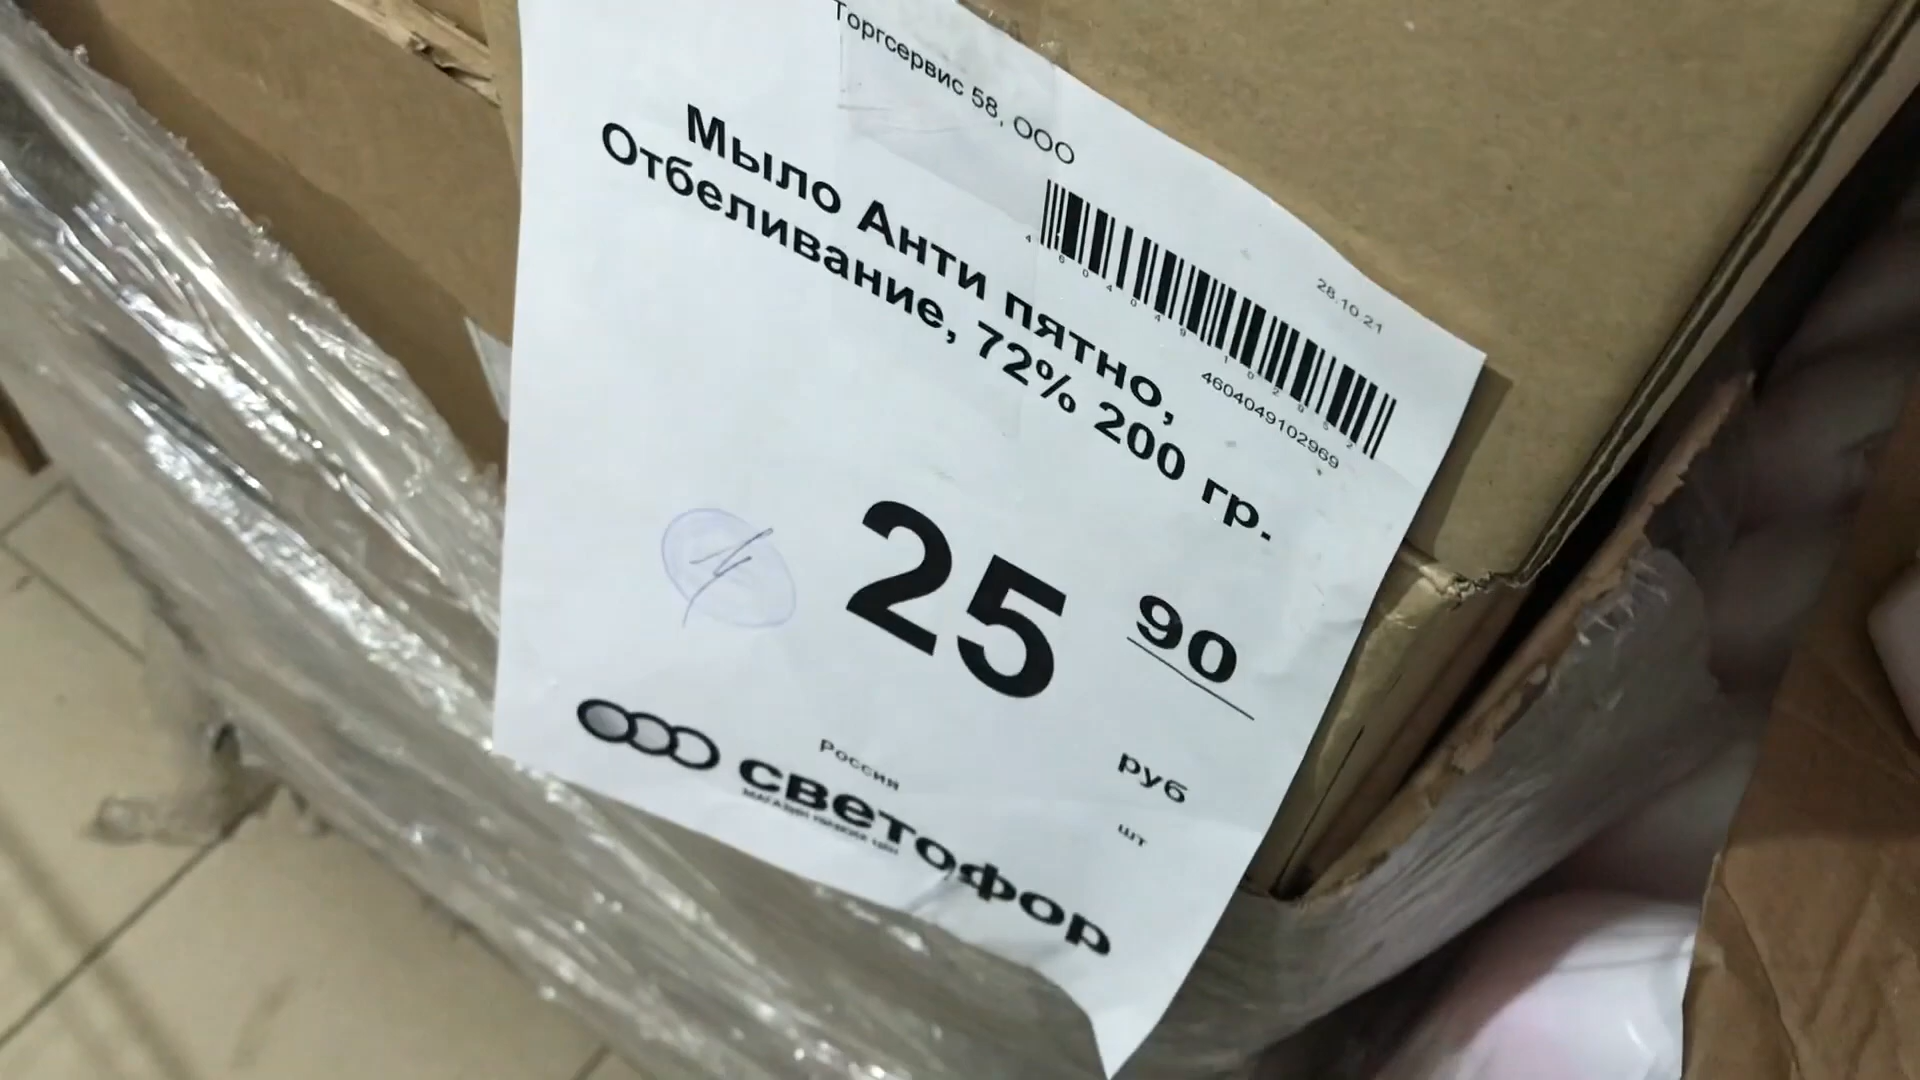 Торгсервис 58, ООО
28.10.21
4604049102969
Мыло Анти пятно,
Отбеливание, 72% 200 гр.
25 90
руб
Россия
шт
светофор
магазин низких цен